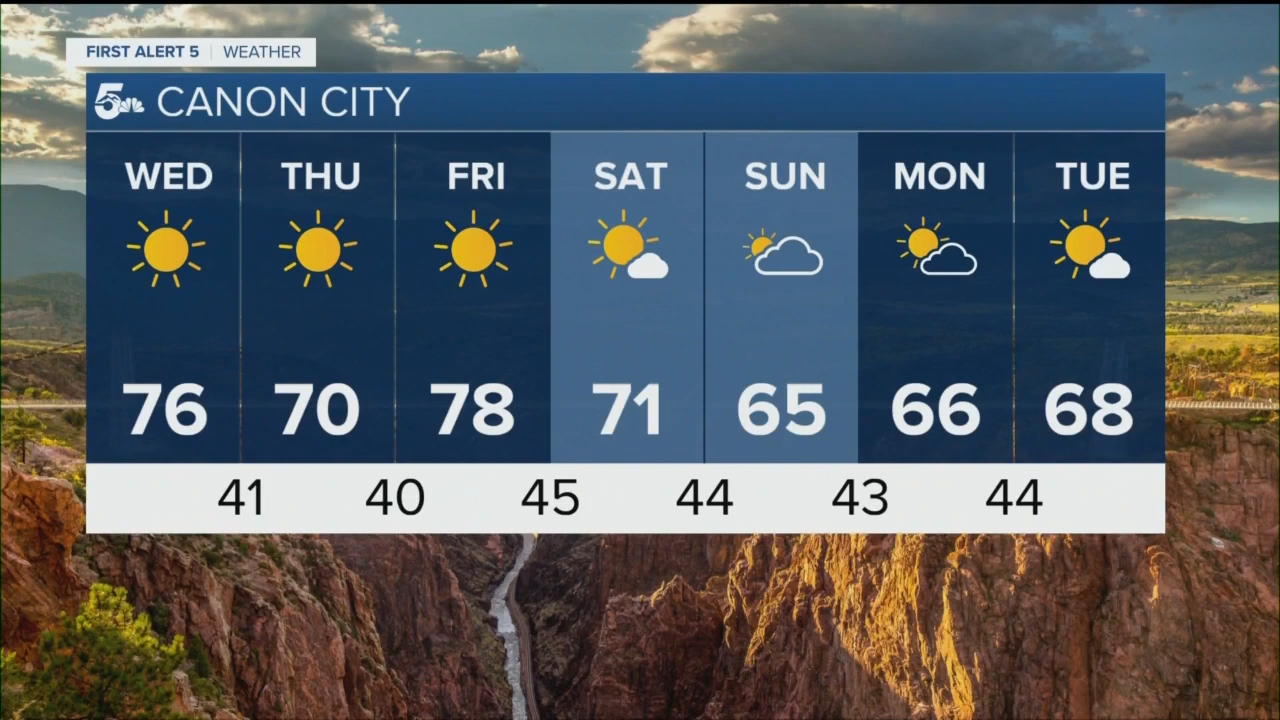 FIRST ALERT 5 | WEATHER
5 CANON CITY
WED THU FRI SAT SUN MON TUE
76 70 78 71 65 66 68
41 40 45 44 43 44